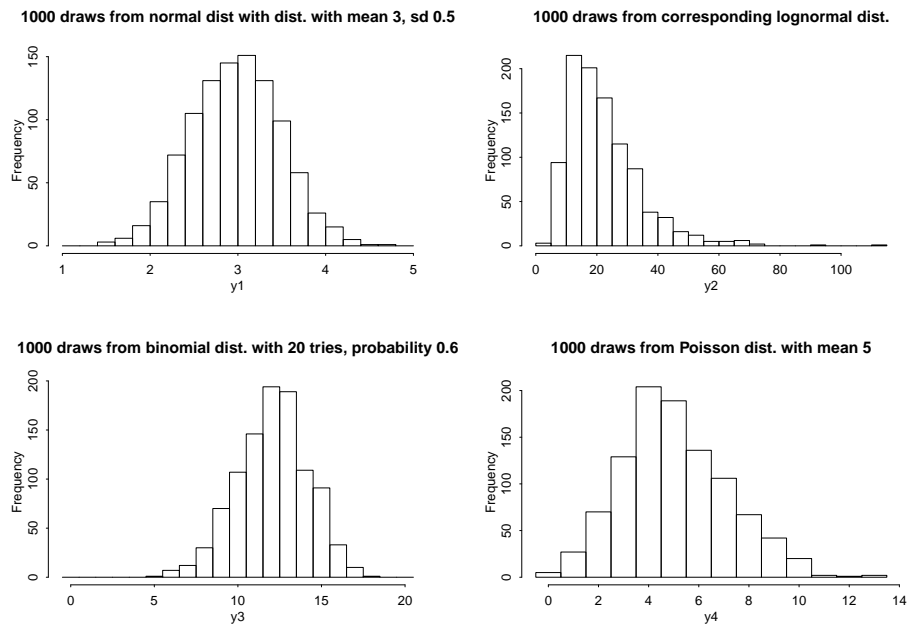 1000 draws from normal dist with dist. with mean 3, sd 0.5
Frequency
0 50 100 150
1 2 3 4 5
y1
1000 draws from corresponding lognormal dist.
Frequency
0 50 100 150 200
0 20 40 60 80 100
y2
1000 draws from binomial dist. with 20 tries, probability 0.6
Frequency
0 50 100 150 200
0 5 10 15 20
y3
1000 draws from Poisson dist. with mean 5
Frequency
0 50 100 150 200
0 2 4 6 8 10 12 14
y4